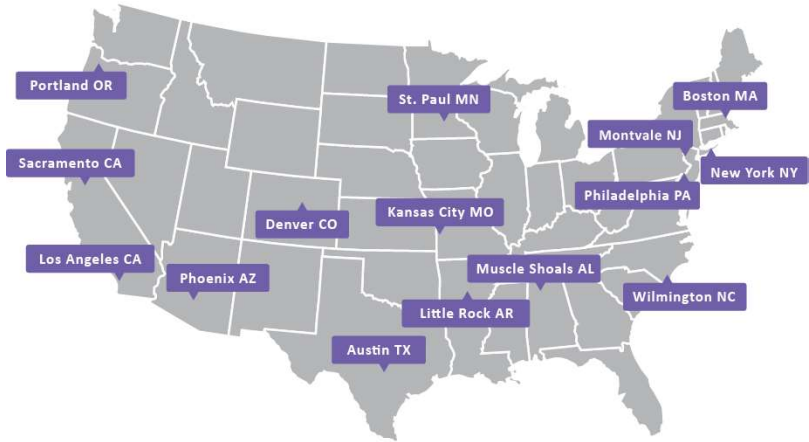 Portland OR
St. Paul MN
Boston MA
Montvale NJ
Sacramento CA
New York NY
Philadelphia PA
Kansas City MO
Denver CO
Los Angeles CA
Phoenix AZ
Muscle Shoals AL
Wilmington NC
Little Rock AR
Austin TX